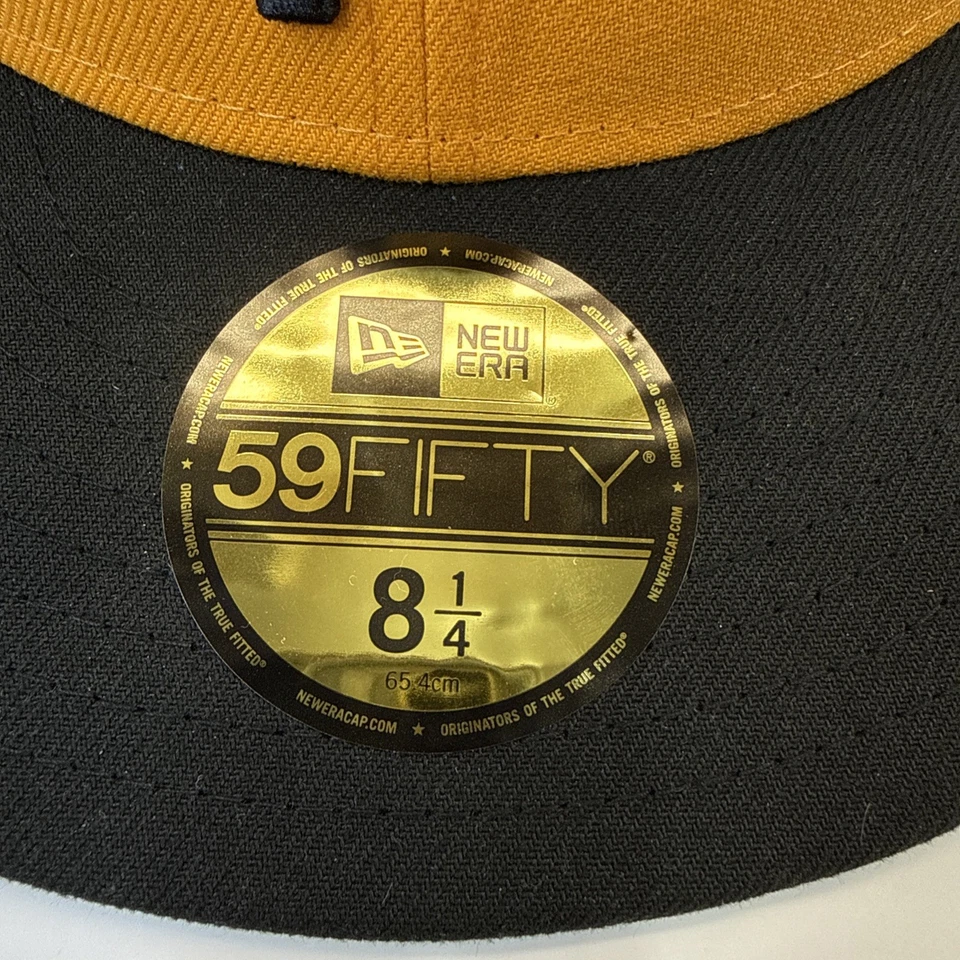 ORIGINATORS OF THE TRUE FITTED® ★ NEWERACAP.COM
ORIGINATORS OF THE TRUE FITTED® ★ NEWERACAP.COM
ORIGINATORS OF THE TRUE FITTED® ★ NEWERACAP.COM
ORIGINATORS OF THE TRUE FITTED® ★ NEWERACAP.COM
NE
NEW
ERA
®
59FIFTY®
8 1/4
65.4cm